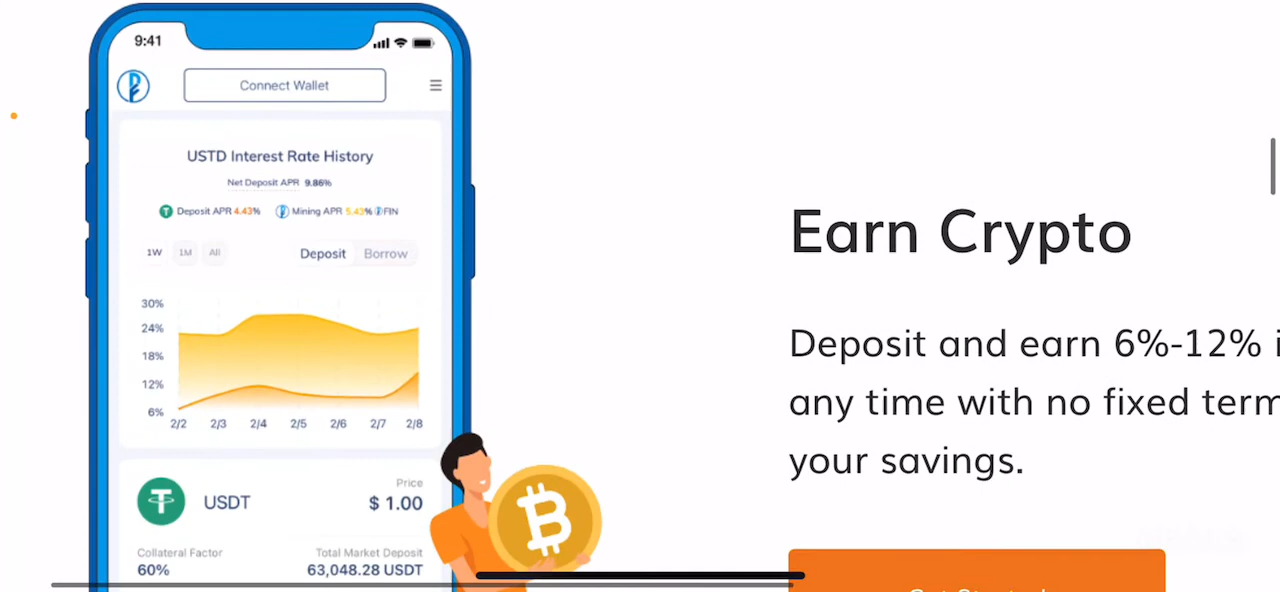 9:41
Connect Wallet
USTD Interest Rate History
Net Deposit APR 9.86%
Deposit APR 4.43% Mining APR 5.43% FIN
1W 1M All Deposit Borrow
30%
24%
18%
12%
6%
2/2 2/3 2/4 2/5 2/6 2/7 2/8
USDT
Price
$ 1.00
Collateral Factor
60%
Total Market Deposit
63,048.28 USDT
Earn Crypto
Deposit and earn 6%-12% i
any time with no fixed term
your savings.